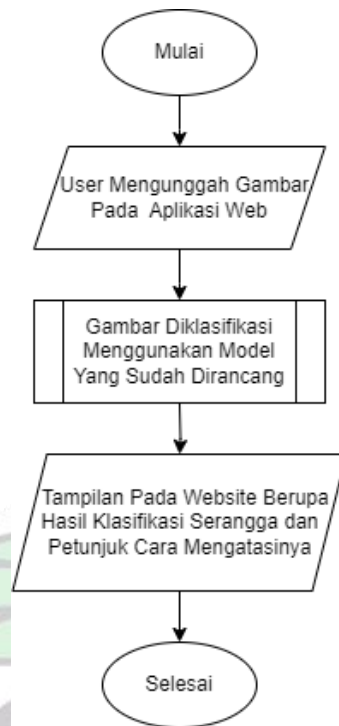 Mulai
User Mengunggah Gambar
Pada Aplikasi Web
Gambar Diklasifikasi
Menggunakan Model
Yang Sudah Dirancang
Tampilan Pada Website Berupa
Hasil Klasifikasi Serangga dan
Petunjuk Cara Mengatasinya
Selesai